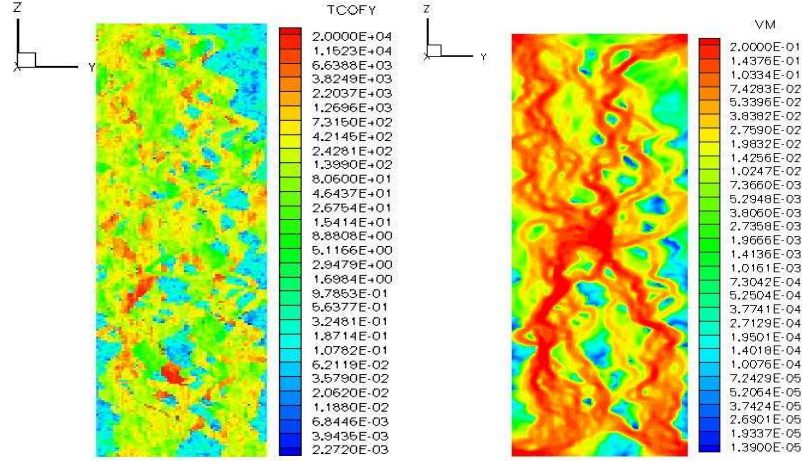 Z
X
Y
TCOFY
2.0000E+04
1.1523E+04
6.6388E+03
3.8249E+03
2.2037E+03
1.2696E+03
7.3150E+02
4.2145E+02
2.4281E+02
1.3990E+02
8.0600E+01
4.6437E+01
2.6754E+01
1.5414E+01
8.8808E+00
5.1166E+00
2.9479E+00
1.6984E+00
9.7853E-01
5.6377E-01
3.2481E-01
1.8714E-01
1.0782E-01
6.2119E-02
3.5790E-02
2.0620E-02
1.1880E-02
6.8446E-03
3.9435E-03
2.2720E-03
Z
X
Y
VM
2.0000E-01
1.4376E-01
1.0334E-01
7.4283E-02
5.3396E-02
3.8382E-02
2.7590E-02
1.9832E-02
1.4256E-02
1.0247E-02
7.3660E-03
5.2948E-03
3.8060E-03
2.7358E-03
1.9666E-03
1.4136E-03
1.0161E-03
7.3042E-04
5.2504E-04
3.7741E-04
2.7129E-04
1.9501E-04
1.4018E-04
1.0076E-04
7.2429E-05
5.2064E-05
3.7424E-05
2.6901E-05
1.9337E-05
1.3900E-05